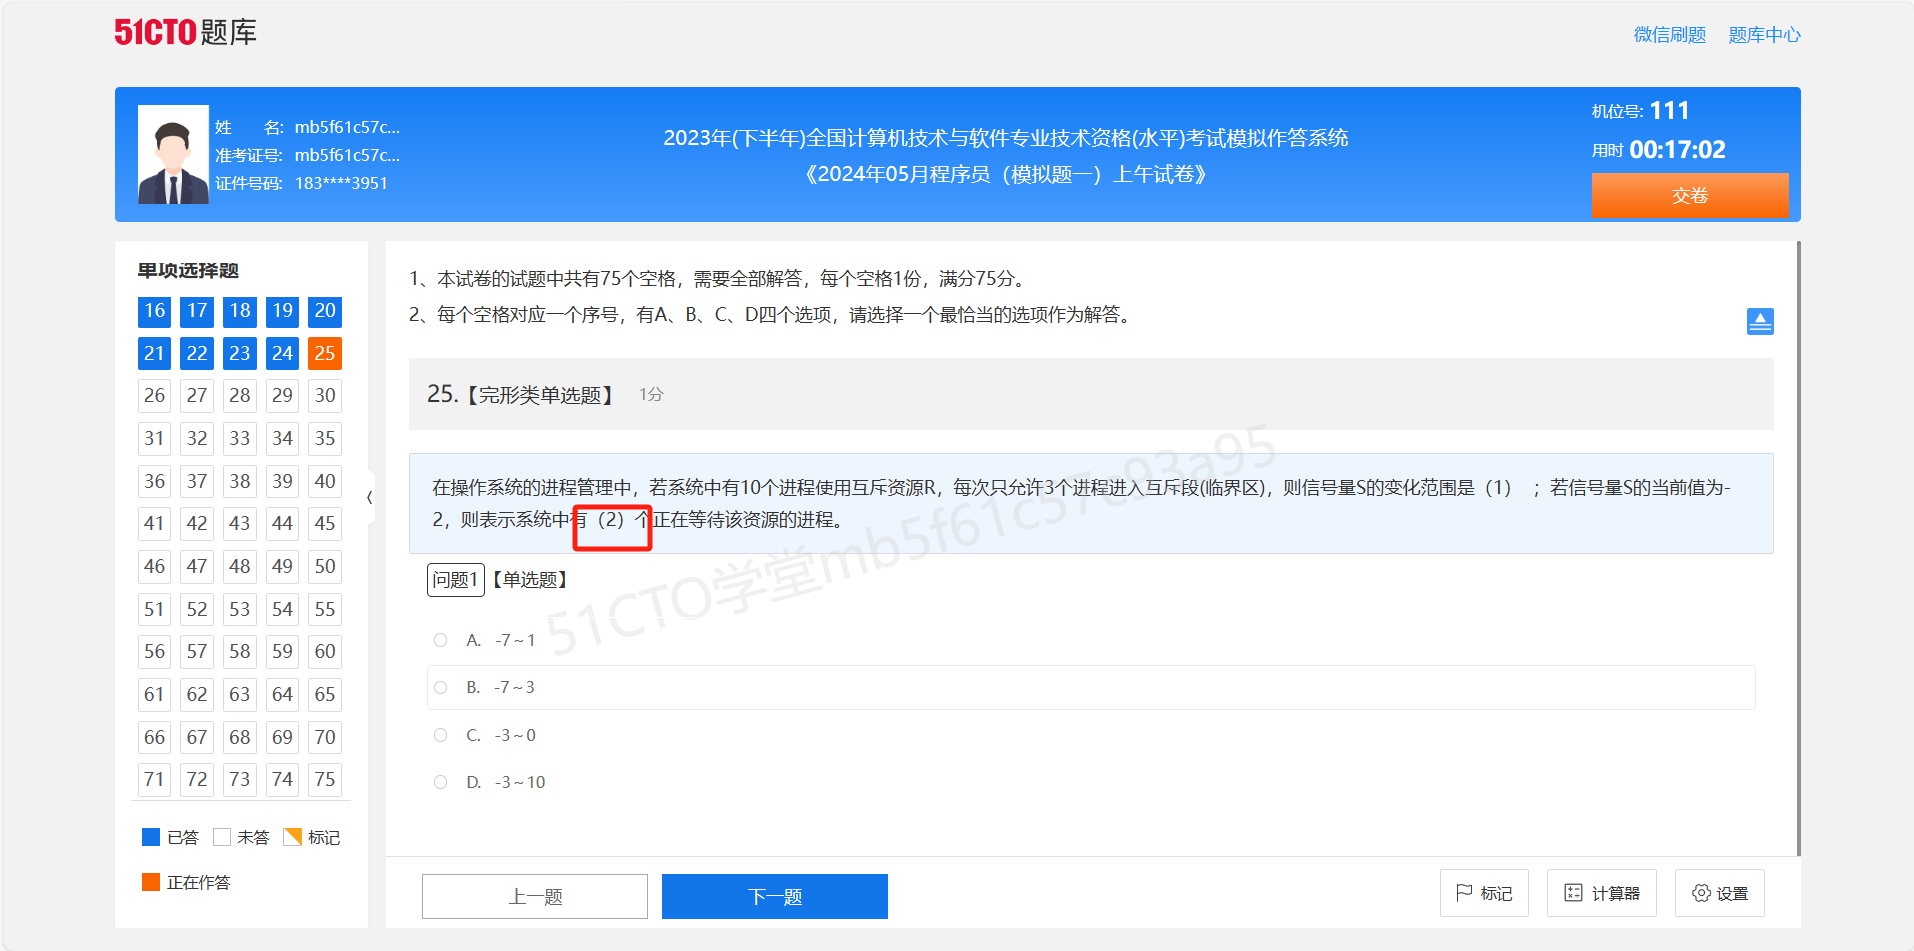 51CTO题库
微信刷题 题库中心
姓 名: mb5f61c57c...
准考证号: mb5f61c57c...
证件号码: 183****3951
2023年(下半年)全国计算机技术与软件专业技术资格(水平)考试模拟作答系统
《2024年05月程序员（模拟题一）上午试卷》
机位号: 111
用时 00:17:02
交卷
单项选择题
16 17 18 19 20
21 22 23 24 25
26 27 28 29 30
31 32 33 34 35
36 37 38 39 40
41 42 43 44 45
46 47 48 49 50
51 52 53 54 55
56 57 58 59 60
61 62 63 64 65
66 67 68 69 70
71 72 73 74 75
已答 未答 标记
正在作答
1、本试卷的试题中共有75个空格，需要全部解答，每个空格1份，满分75分。
2、每个空格对应一个序号，有A、B、C、D四个选项，请选择一个最恰当的选项作为解答。
25.【完形类单选题】 1分
在操作系统的进程管理中，若系统中有10个进程使用互斥资源R，每次只允许3个进程进入互斥段(临界区)，则信号量S的变化范围是（1） ；若信号量S的当前值为-
2，则表示系统中有（2）个正在等待该资源的进程。
问题1【单选题】
A. -7～1
B. -7～3
C. -3～0
D. -3～10
51CTO学堂mb5f61c57c93a95
上一题 下一题 标记 计算器 设置